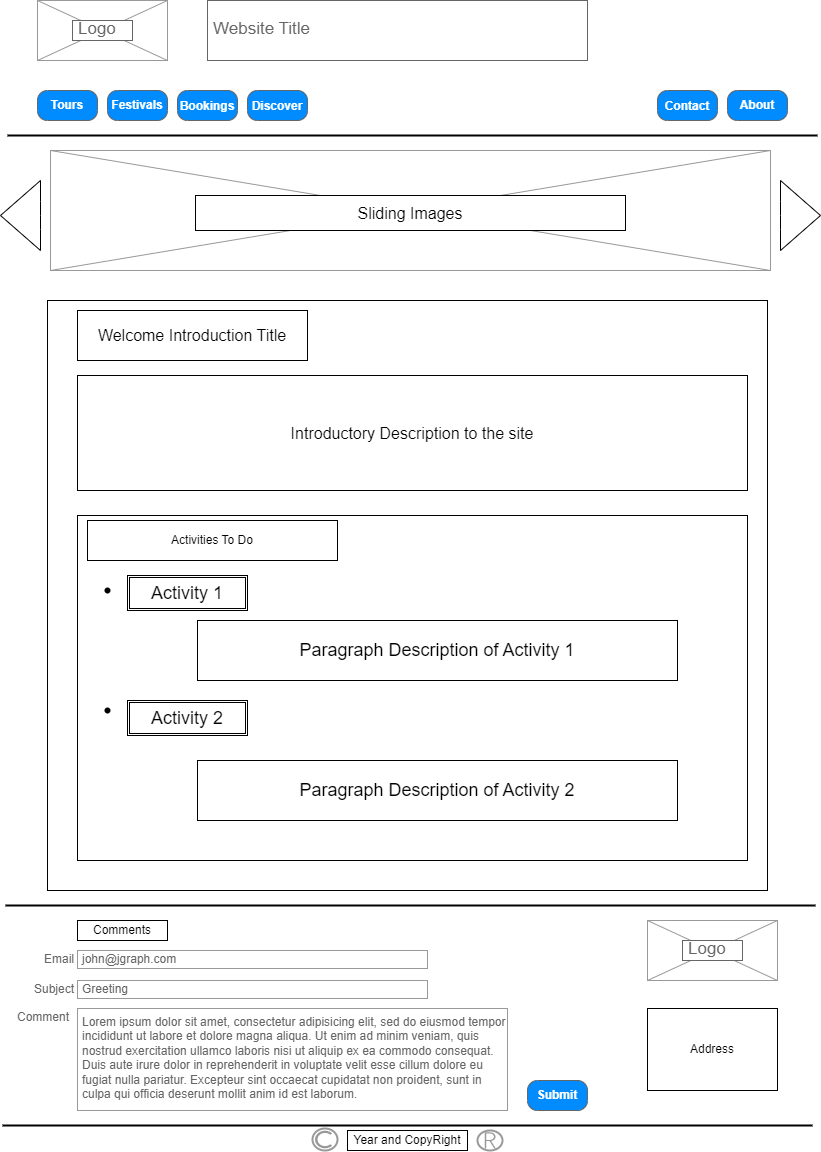 Logo
Website Title
Tours
Festivals
Bookings
Discover
Contact
About
Sliding Images
Welcome Introduction Title
Introductory Description to the site
Activities To Do
Activity 1
Paragraph Description of Activity 1
Activity 2
Paragraph Description of Activity 2
Comments
Email
john@jgraph.com
Subject
Greeting
Comment
Lorem ipsum dolor sit amet, consectetur adipisicing elit, sed do eiusmod tempor
incididunt ut labore et dolore magna aliqua. Ut enim ad minim veniam, quis
nostrud exercitation ullamco laboris nisi ut aliquip ex ea commodo consequat.
Duis aute irure dolor in reprehenderit in voluptate velit esse cillum dolore eu
fugiat nulla pariatur. Excepteur sint occaecat cupidatat non proident, sunt in
culpa qui officia deserunt mollit anim id est laborum.
Submit
Logo
Address
© Year and CopyRight ®